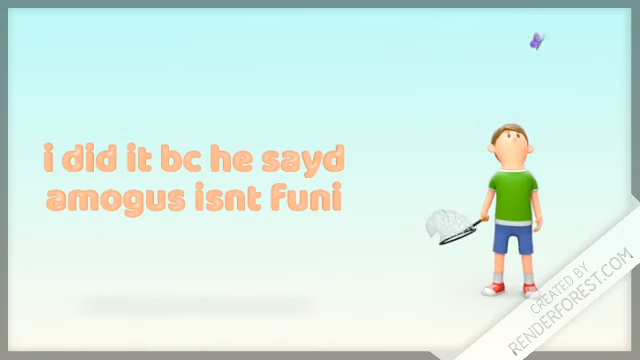 i did it bc he sayd
amogus isnt funi
CREATED BY
RENDERFOREST.COM